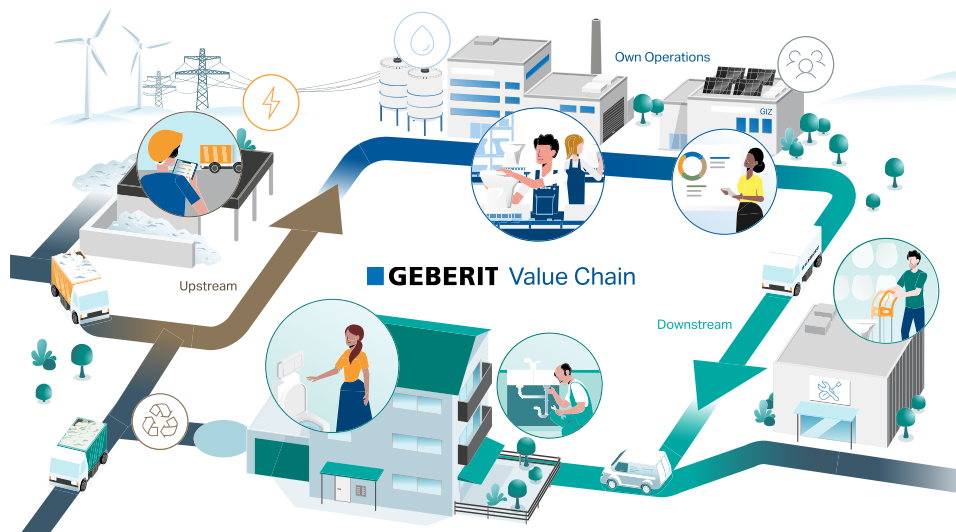 Own Operations
GIZ
Upstream
GEBERIT Value Chain
Downstream